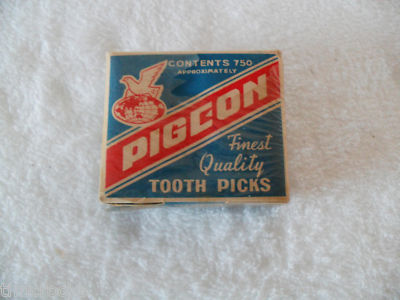 CONTENTS 750
APPROXIMATELY
PIGEON
Finest
Quality
TOOTH PICKS